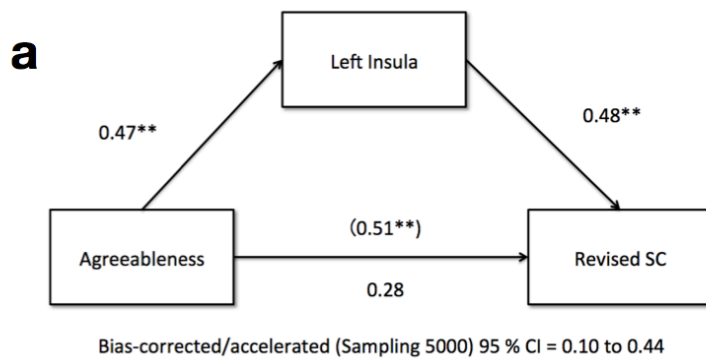 a
Left Insula
0.47**
0.48**
(0.51**)
Agreeableness
Revised SC
0.28
Bias-corrected/accelerated (Sampling 5000) 95 % CI = 0.10 to 0.44